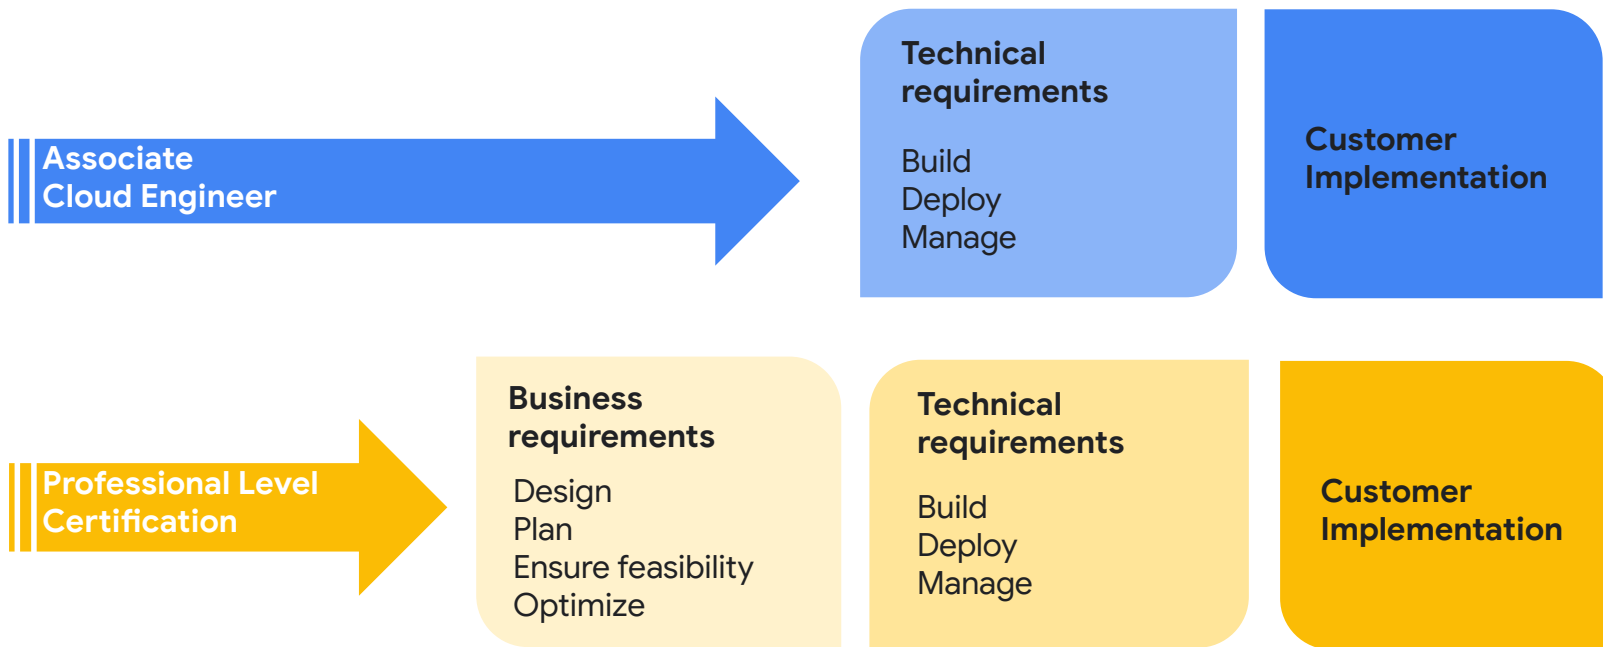 Associate
Cloud Engineer
Technical
requirements
Build
Deploy
Manage
Customer
Implementation
Professional Level
Certification
Business
requirements
Design
Plan
Ensure feasibility
Optimize
Technical
requirements
Build
Deploy
Manage
Customer
Implementation